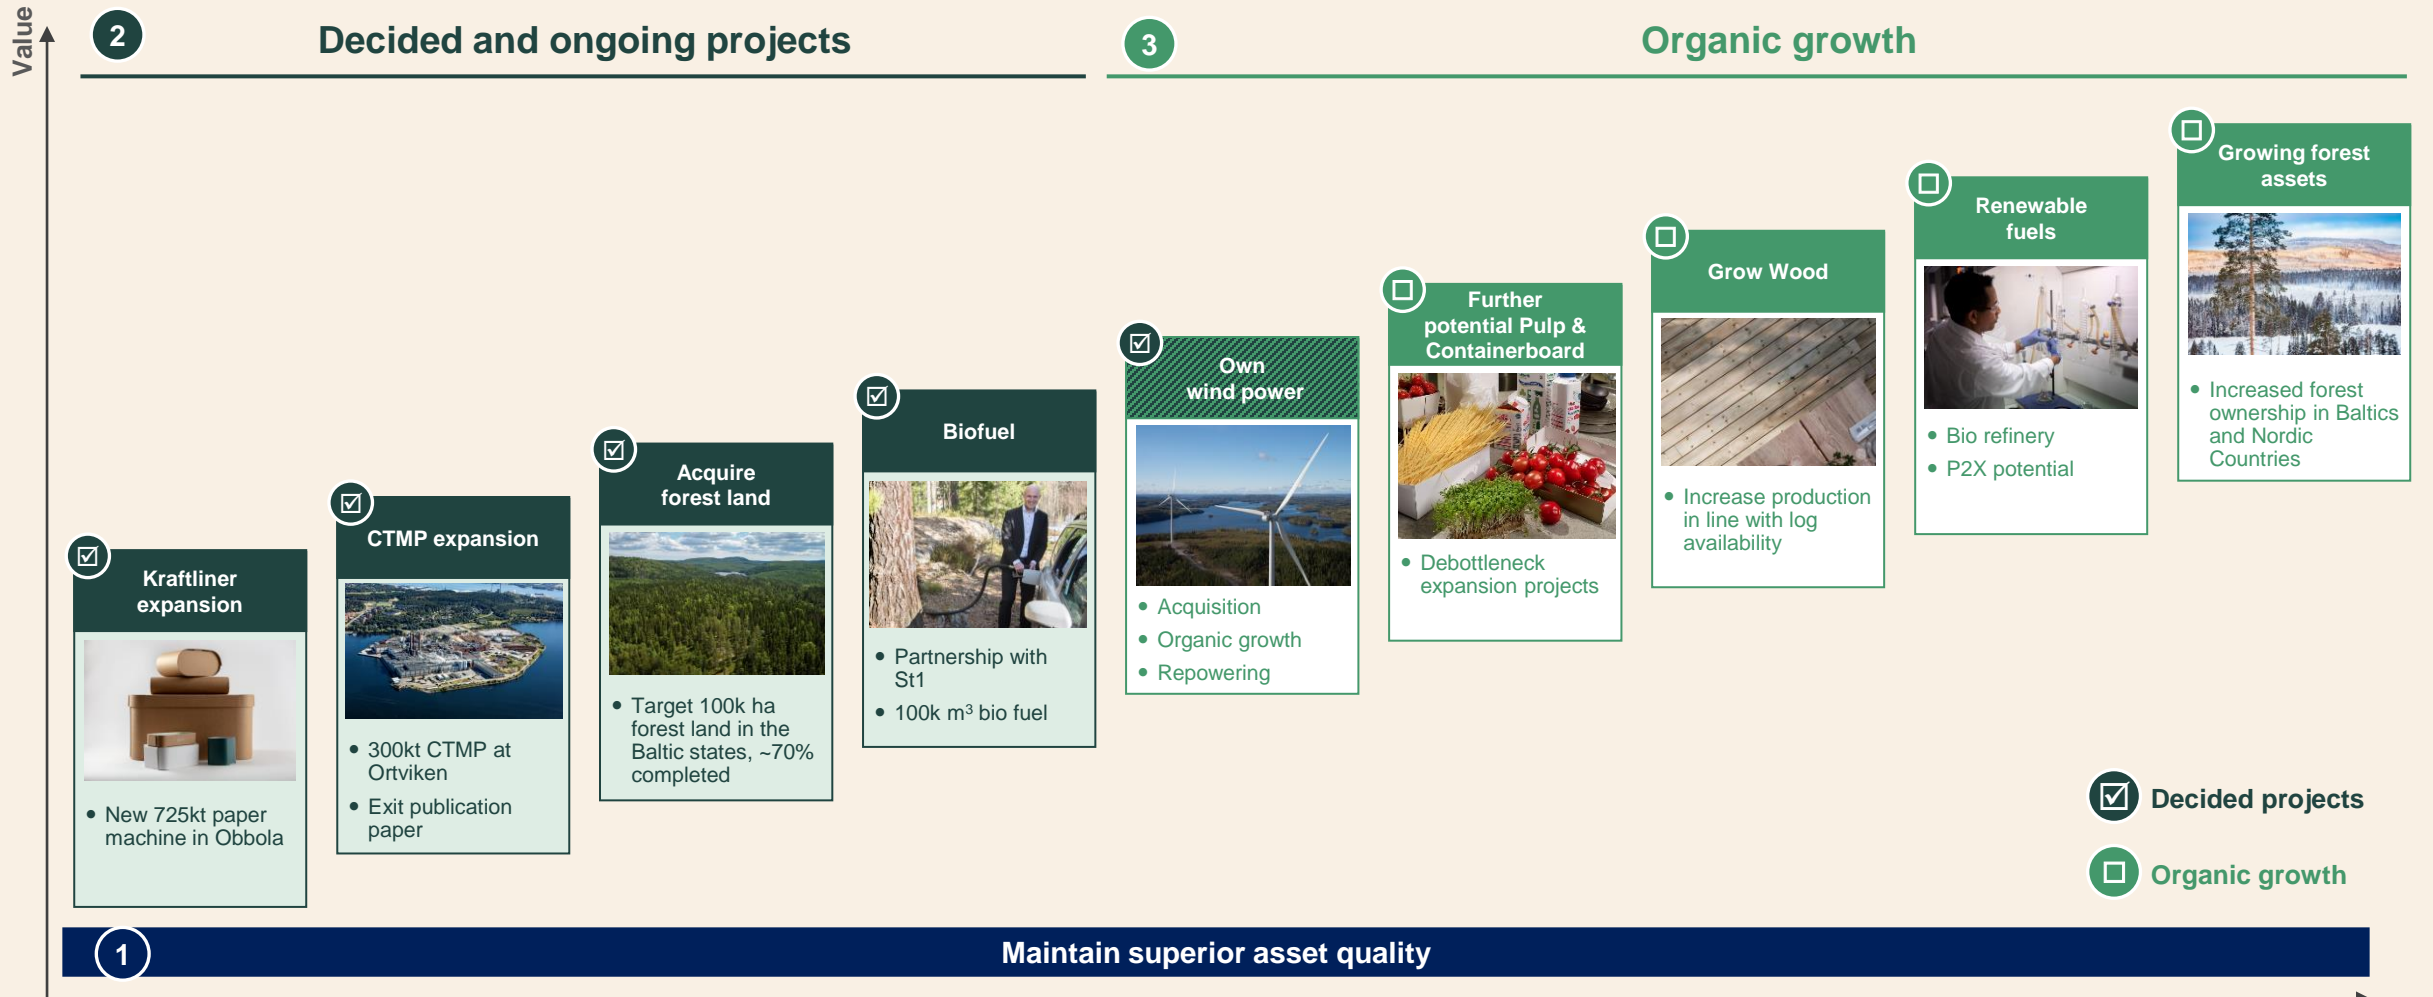 Value
2
Decided and ongoing projects
3
Organic growth
Kraftliner
expansion
• New 725kt paper
machine in Obbola
CTMP expansion
• 300kt CTMP at
Ortviken
• Exit publication
paper
Acquire
forest land
• Target 100k ha
forest land in the
Baltic states, ~70%
completed
Biofuel
• Partnership with
St1
• 100k m³ bio fuel
Own
wind power
• Acquisition
• Organic growth
• Repowering
Further
potential Pulp &
Containerboard
• Debottleneck
expansion projects
Grow Wood
• Increase production
in line with log
availability
Renewable
fuels
• Bio refinery
• P2X potential
Growing forest
assets
• Increased forest
ownership in Baltics
and Nordic
Countries
Decided projects
Organic growth
1
Maintain superior asset quality